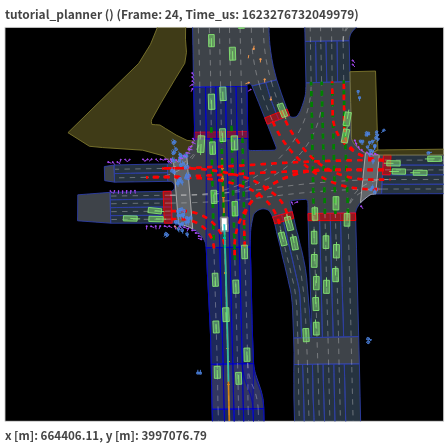 tutorial_planner () (Frame: 24, Time_us: 1623276732049979)
x [m]: 664406.11, y [m]: 3997076.79